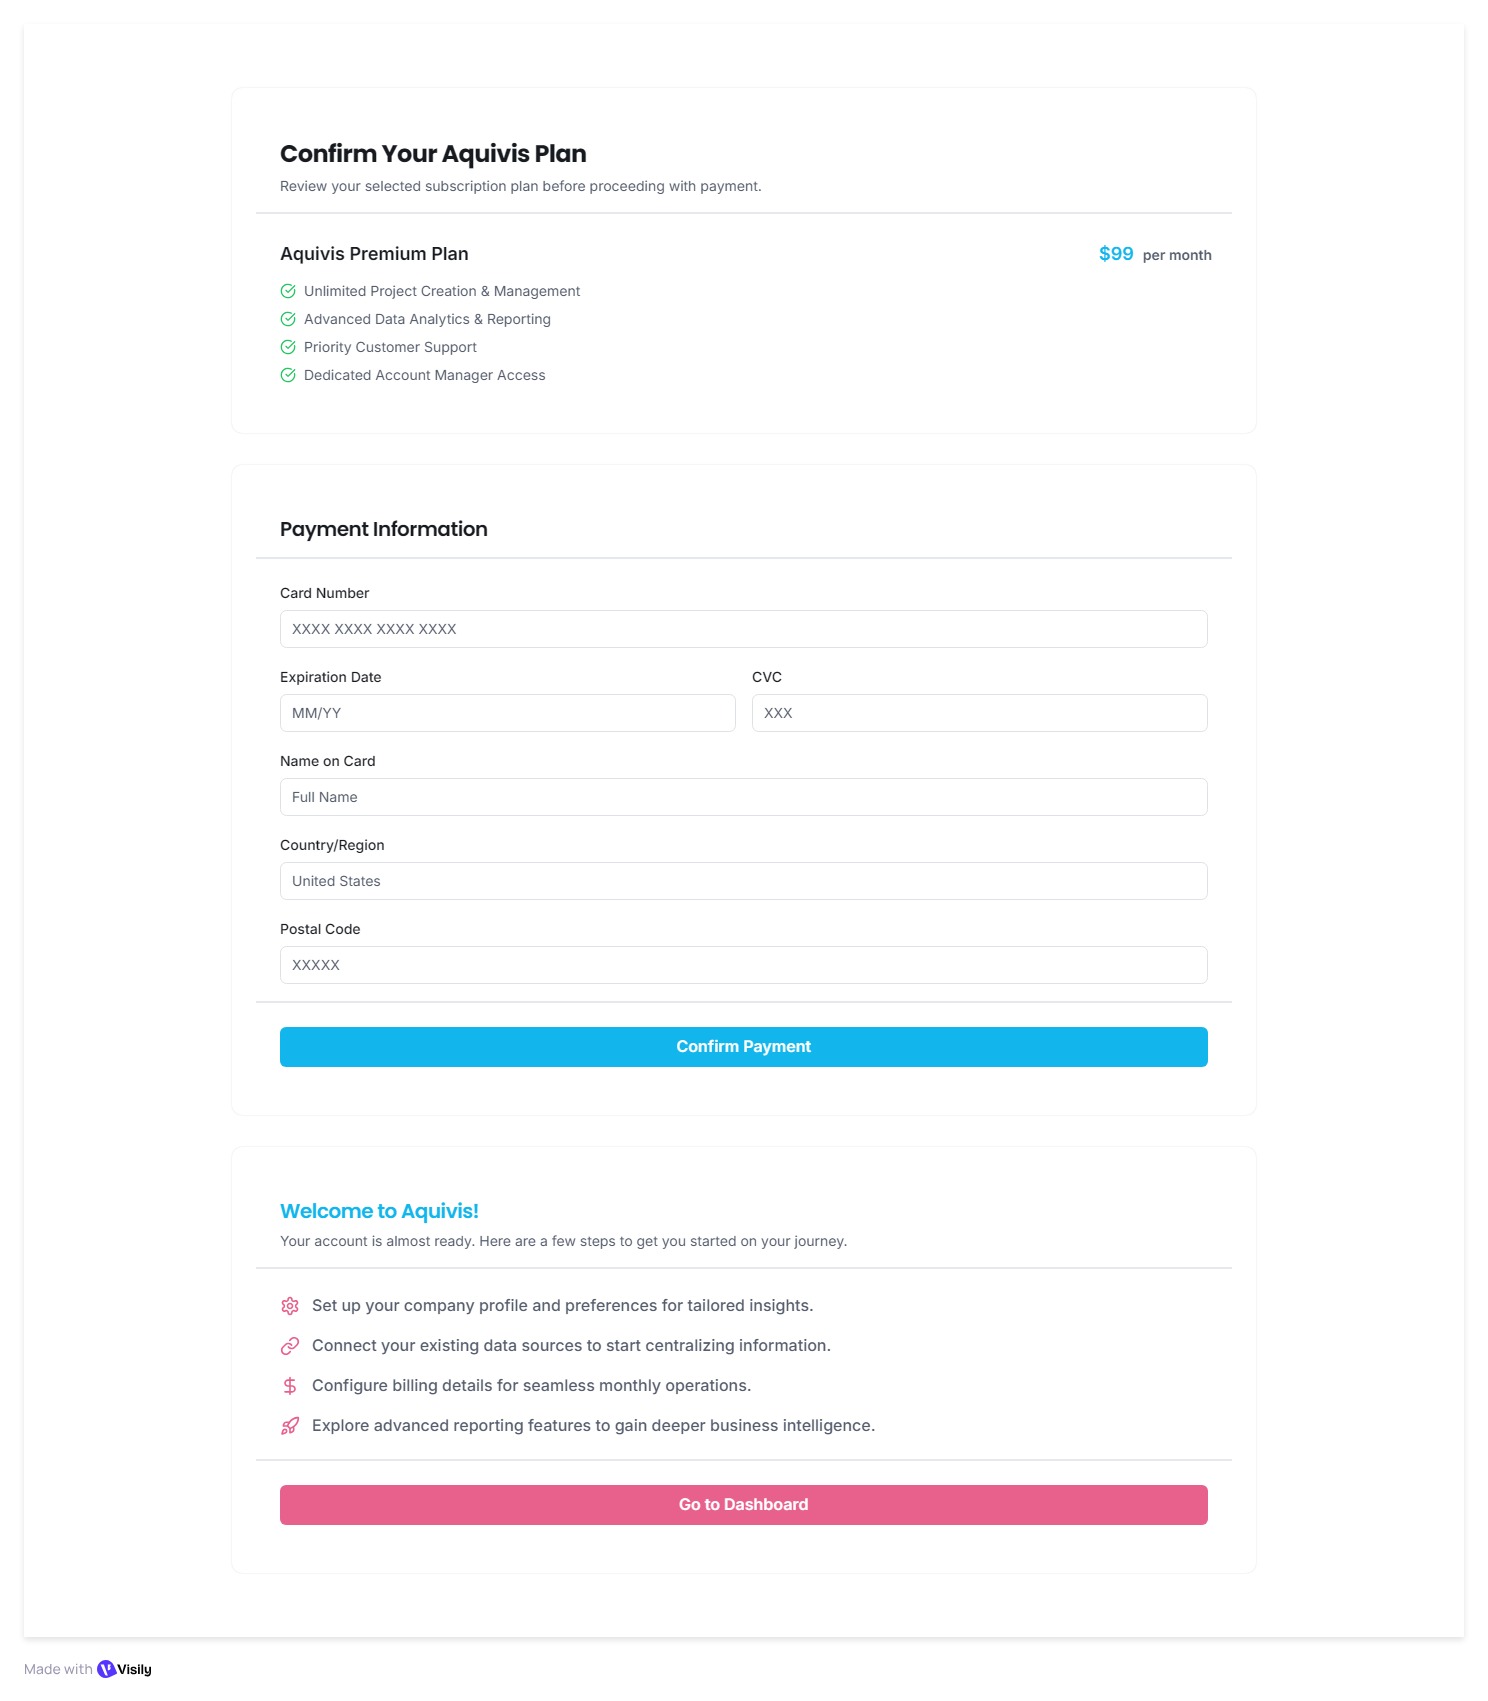 Confirm Your Aquivis Plan
Review your selected subscription plan before proceeding with payment.
Aquivis Premium Plan
$99 per month
Unlimited Project Creation & Management
Advanced Data Analytics & Reporting
Priority Customer Support
Dedicated Account Manager Access
Payment Information
Card Number
XXXX XXXX XXXX XXXX
Expiration Date
CVC
MM/YY
XXX
Name on Card
Full Name
Country/Region
United States
Postal Code
XXXXX
Confirm Payment
Welcome to Aquivis!
Your account is almost ready. Here are a few steps to get you started on your journey.
Set up your company profile and preferences for tailored insights.
Connect your existing data sources to start centralizing information.
Configure billing details for seamless monthly operations.
Explore advanced reporting features to gain deeper business intelligence.
Go to Dashboard
Made with Visily